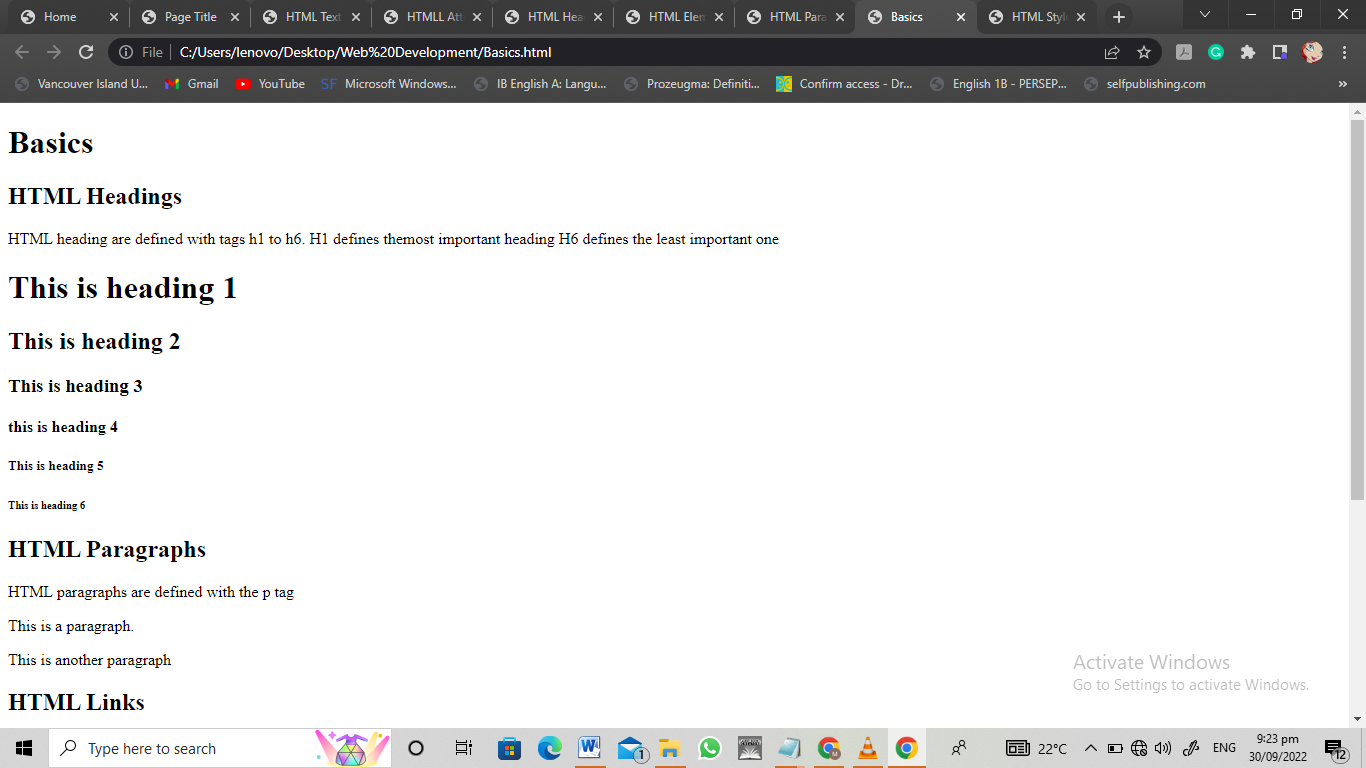 Home
Page Title
HTML Text
HTMLL Att
HTML Hea
HTML Elen
HTML Para
Basics
HTML Style
File
C:/Users/lenovo/Desktop/Web%20Development/Basics.html
Vancouver Island U...
Gmail
YouTube
SF Microsoft Windows...
IB English A: Langu...
Prozeugma: Definiti...
Confirm access - Dr...
English 1B - PERSEP...
selfpublishing.com
»
Basics
HTML Headings
HTML heading are defined with tags h1 to h6. H1 defines themost important heading H6 defines the least important one
This is heading 1
This is heading 2
This is heading 3
this is heading 4
This is heading 5
This is heading 6
HTML Paragraphs
HTML paragraphs are defined with the p tag
This is a paragraph.
This is another paragraph
HTML Links
Activate Windows
Go to Settings to activate Windows.
Type here to search
1
22°C
ENG
9:23 pm
30/09/2022
12